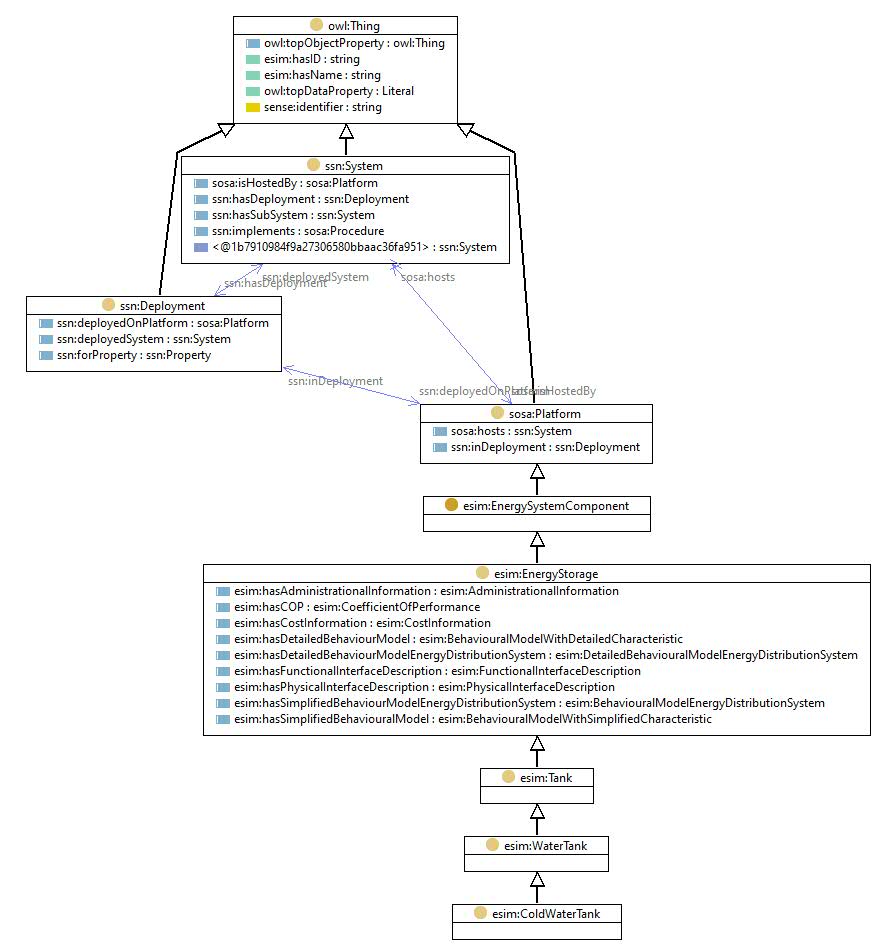 owl:Thing
owl:topObjectProperty : owl:Thing
esim:hasID : string
esim:hasName : string
owl:topDataProperty : Literal
sense:identifier : string
ssn:System
sosa:isHostedBy : sosa:Platform
ssn:hasDeployment : ssn:Deployment
ssn:hasSubSystem : ssn:System
ssn:implements : sosa:Procedure
<@1b7910984f9a27306580bbaac36fa951> : ssn:System
ssn:deployedSystem
sosa:hosts
ssn:hasDeployment
ssn:Deployment
ssn:deployedOnPlatform : sosa:Platform
ssn:deployedSystem : ssn:System
ssn:forProperty : ssn:Property
ssn:inDeployment
ssn:deployedOnPlatform
sosa:isHostedBy
sosa:Platform
sosa:hosts : ssn:System
ssn:inDeployment : ssn:Deployment
esim:EnergySystemComponent
esim:EnergyStorage
esim:hasAdministrationalInformation : esim:AdministrationalInformation
esim:hasCOP : esim:CoefficientOfPerformance
esim:hasCostInformation : esim:CostInformation
esim:hasDetailedBehaviourModel : esim:BehaviouralModelWithDetailedCharacteristic
esim:hasDetailedBehaviourModelEnergyDistributionSystem : esim:DetailedBehaviouralModelEnergyDistributionSystem
esim:hasFunctionalInterfaceDescription : esim:FunctionalInterfaceDescription
esim:hasPhysicalInterfaceDescription : esim:PhysicalInterfaceDescription
esim:hasSimplifiedBehaviourModelEnergyDistributionSystem : esim:BehaviouralModelEnergyDistributionSystem
esim:hasSimplifiedBehaviouralModel : esim:BehaviouralModelWithSimplifiedCharacteristic
esim:Tank
esim:WaterTank
esim:ColdWaterTank